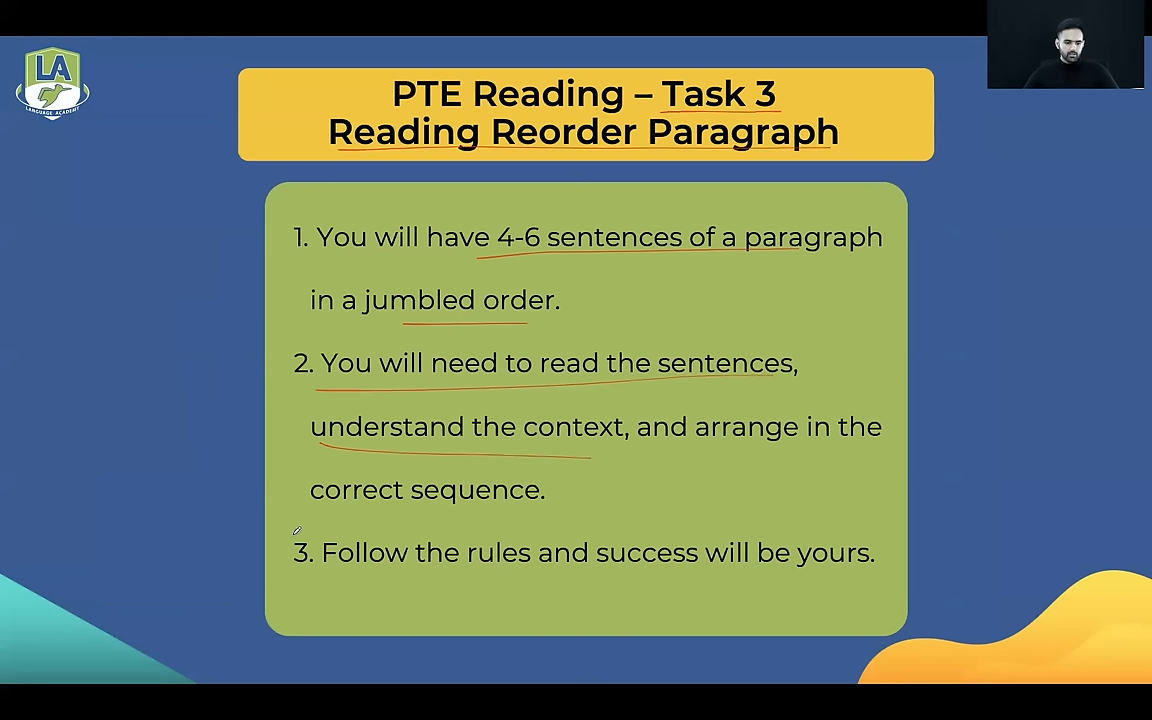 LA
LANGUAGE ACADEMY
PTE Reading – Task 3
Reading Reorder Paragraph
1. You will have 4-6 sentences of a paragraph
in a jumbled order.
2. You will need to read the sentences,
understand the context, and arrange in the
correct sequence.
3. Follow the rules and success will be yours.